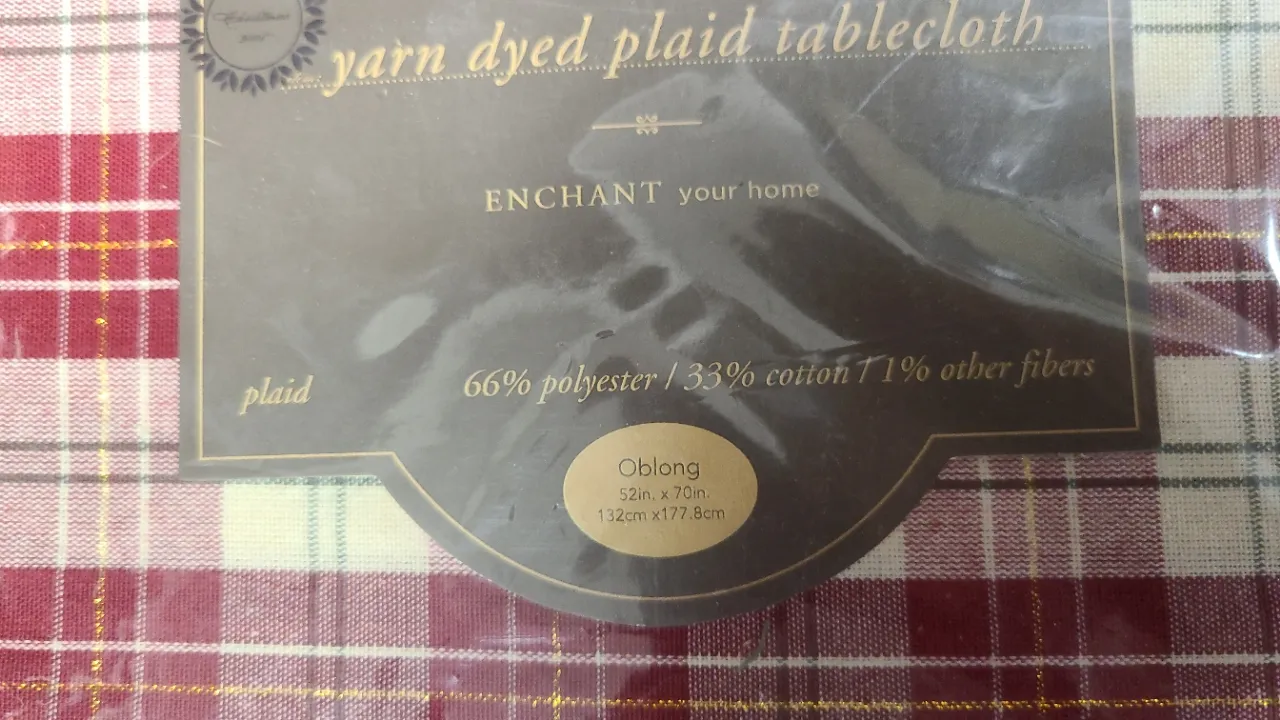 yarn dyed plaid tablecloth
ENCHANT your home
66% polyester / 33% cotton / 1% other fibers
plaid
Oblong
52in. x 70in.
132cm x177.8cm